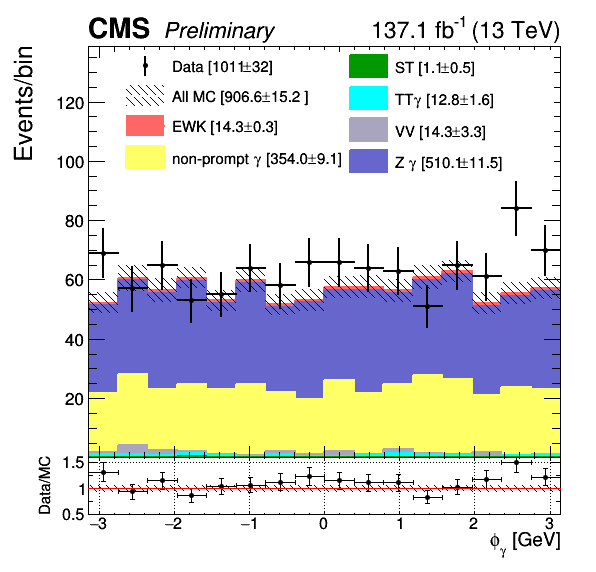 CMS Preliminary 137.1 fb⁻¹ (13 TeV)
Events/bin
Data [1011±32]
All MC [906.6±15.2 ]
EWK [14.3±0.3]
non-prompt γ [354.0±9.1]
ST [1.1±0.5]
TTγ [12.8±1.6]
VV [14.3±3.3]
Z γ [510.1±11.5]
120
100
80
60
40
20
Data/MC
1.5
1
0.5
−3 −2 −1 0 1 2 3
ϕγ [GeV]